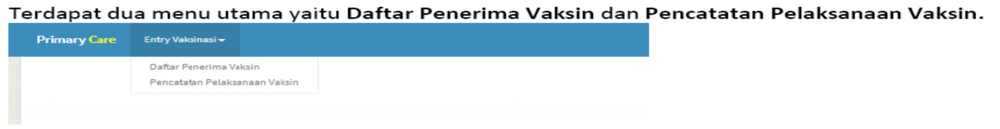 Terdapat dua menu utama yaitu Daftar Penerima Vaksin dan Pencatatan Pelaksanaan Vaksin.
Primary Care Entry Vaksinasi
Daftar Penerima Vaksin
Pencatatan Pelaksanaan Vaksin